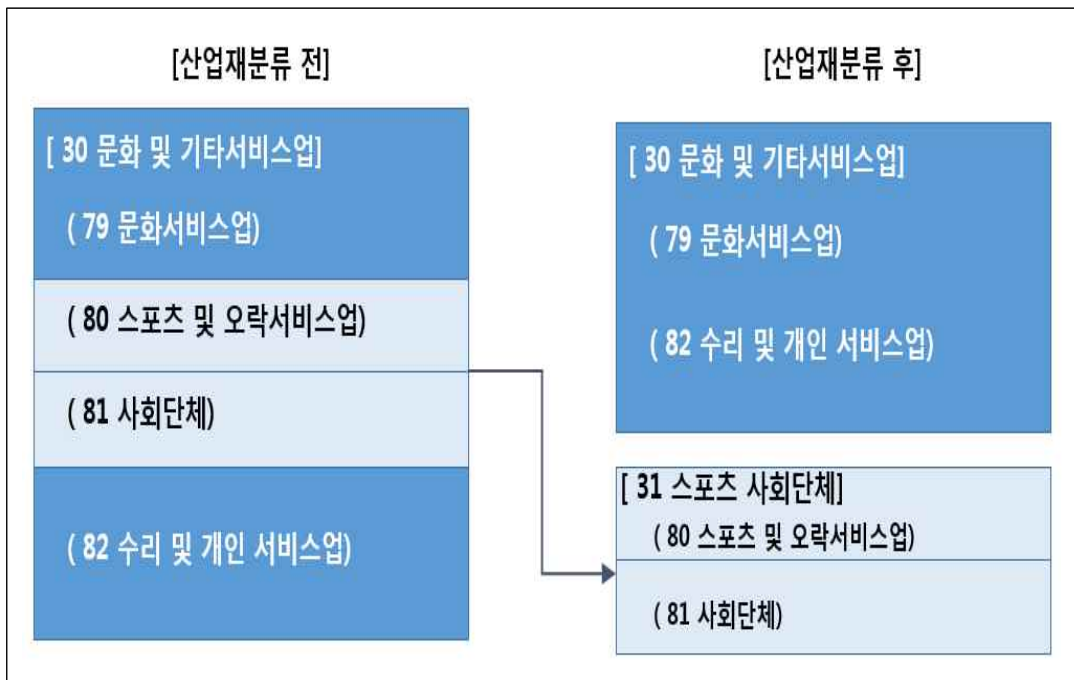 [산업재분류 전]
[ 30 문화 및 기타서비스업]
( 79 문화서비스업)
( 80 스포츠 및 오락서비스업)
( 81 사회단체)
( 82 수리 및 개인 서비스업)
[산업재분류 후]
[ 30 문화 및 기타서비스업]
( 79 문화서비스업)
( 82 수리 및 개인 서비스업)
[ 31 스포츠 사회단체]
( 80 스포츠 및 오락서비스업)
( 81 사회단체)